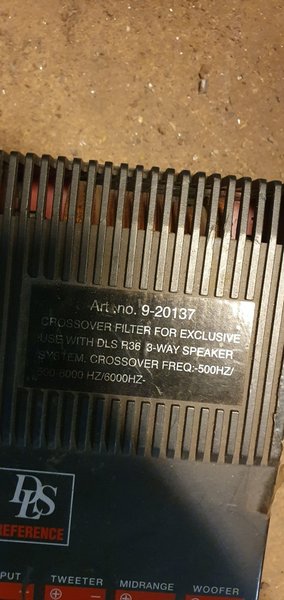 Art.no. 9-20137
CROSSOVER FILTER FOR EXCLUSIVE
USE WITH DLS R36 3-WAY SPEAKER
SYSTEM. CROSSOVER FREQ:-500HZ/
500-6000 HZ/6000HZ-
DLS
REFERENCE
PUT TWEETER MIDRANGE WOOFER
+ - + -